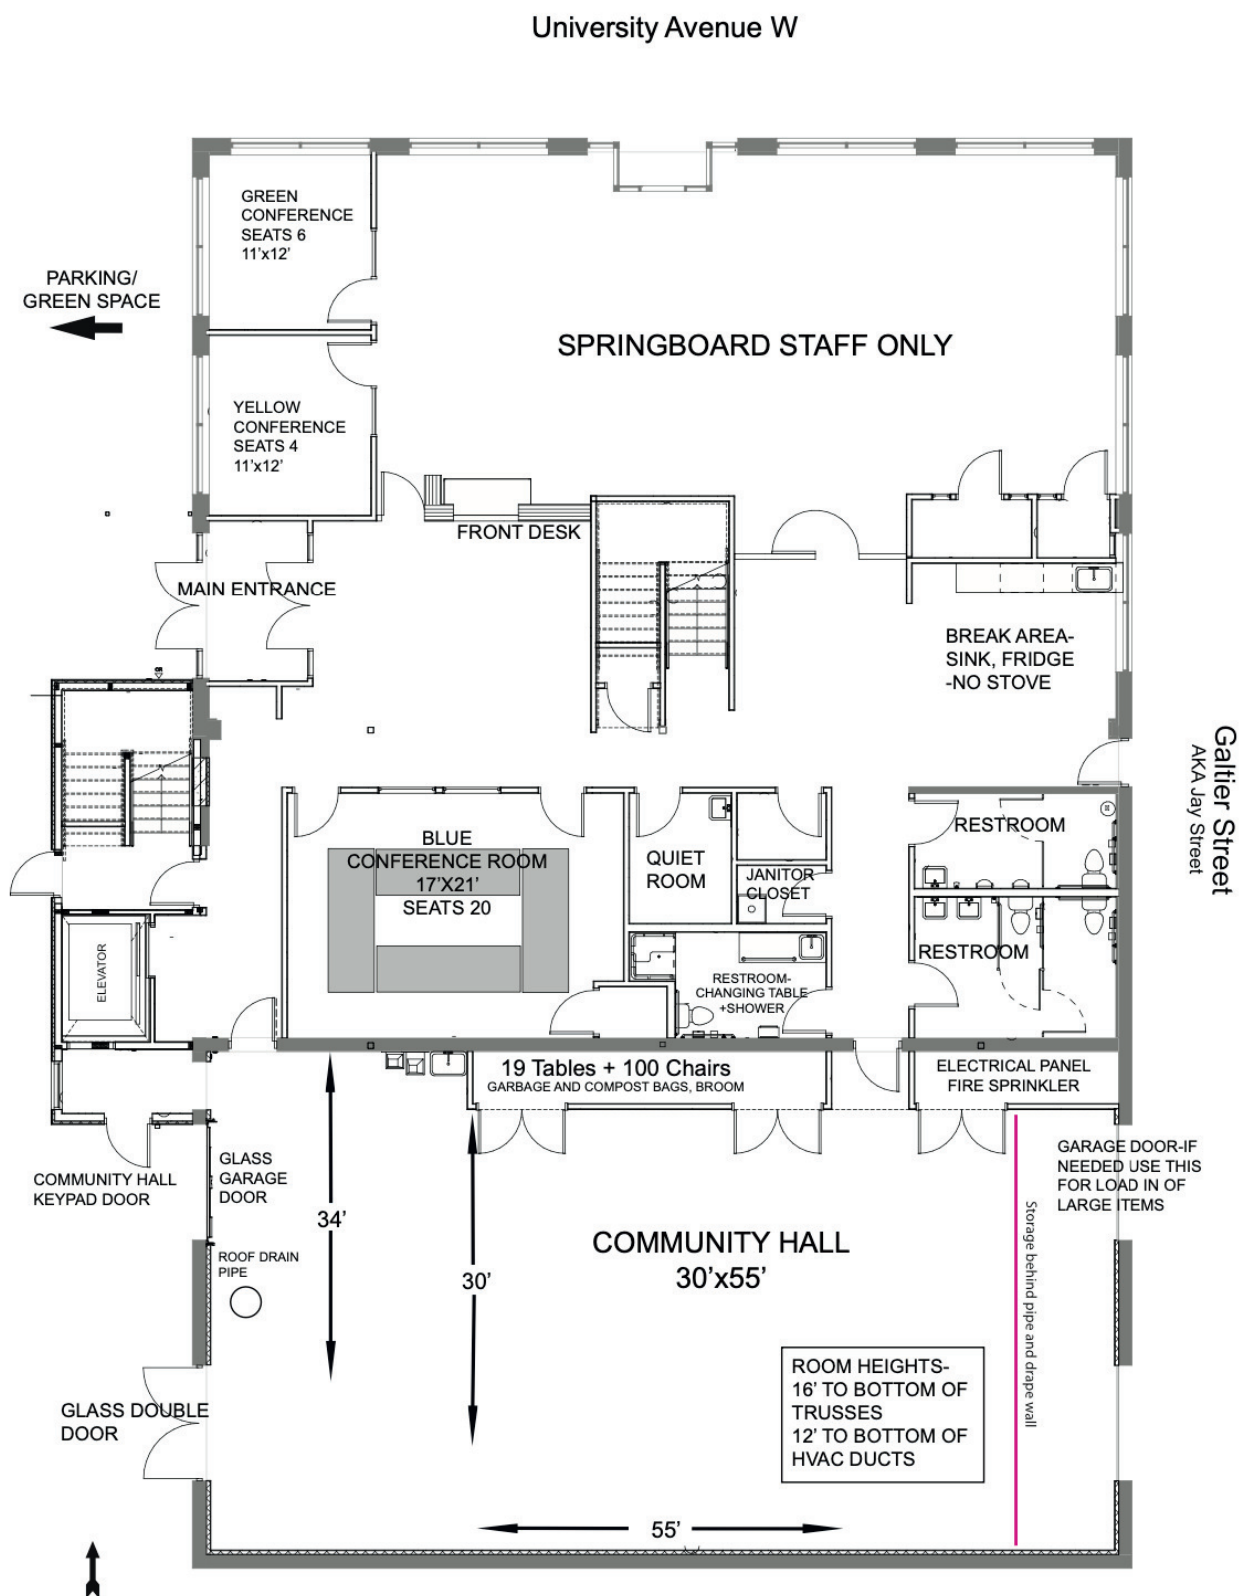 University Avenue W
GREEN
CONFERENCE
SEATS 6
11'x12'
PARKING/
GREEN SPACE
SPRINGBOARD STAFF ONLY
YELLOW
CONFERENCE
SEATS 4
11'x12'
FRONT DESK
MAIN ENTRANCE
BREAK AREA-
SINK, FRIDGE
-NO STOVE
Galtier Street
AKA Jay Street
BLUE
CONFERENCE ROOM
17'X21'
SEATS 20
QUIET
ROOM
JANITOR
CLOSET
RESTROOM
RESTROOM
ELEVATOR
RESTROOM-
CHANGING TABLE
+SHOWER
19 Tables + 100 Chairs
GARBAGE AND COMPOST BAGS, BROOM
ELECTRICAL PANEL
FIRE SPRINKLER
COMMUNITY HALL
KEYPAD DOOR
GLASS
GARAGE
DOOR
GARAGE DOOR-IF
NEEDED USE THIS
FOR LOAD IN OF
LARGE ITEMS
34'
30'
COMMUNITY HALL
30'x55'
Storage behind pipe and drape wall
ROOF DRAIN
PIPE
ROOM HEIGHTS-
16' TO BOTTOM OF
TRUSSES
12' TO BOTTOM OF
HVAC DUCTS
GLASS DOUBLE
DOOR
55'